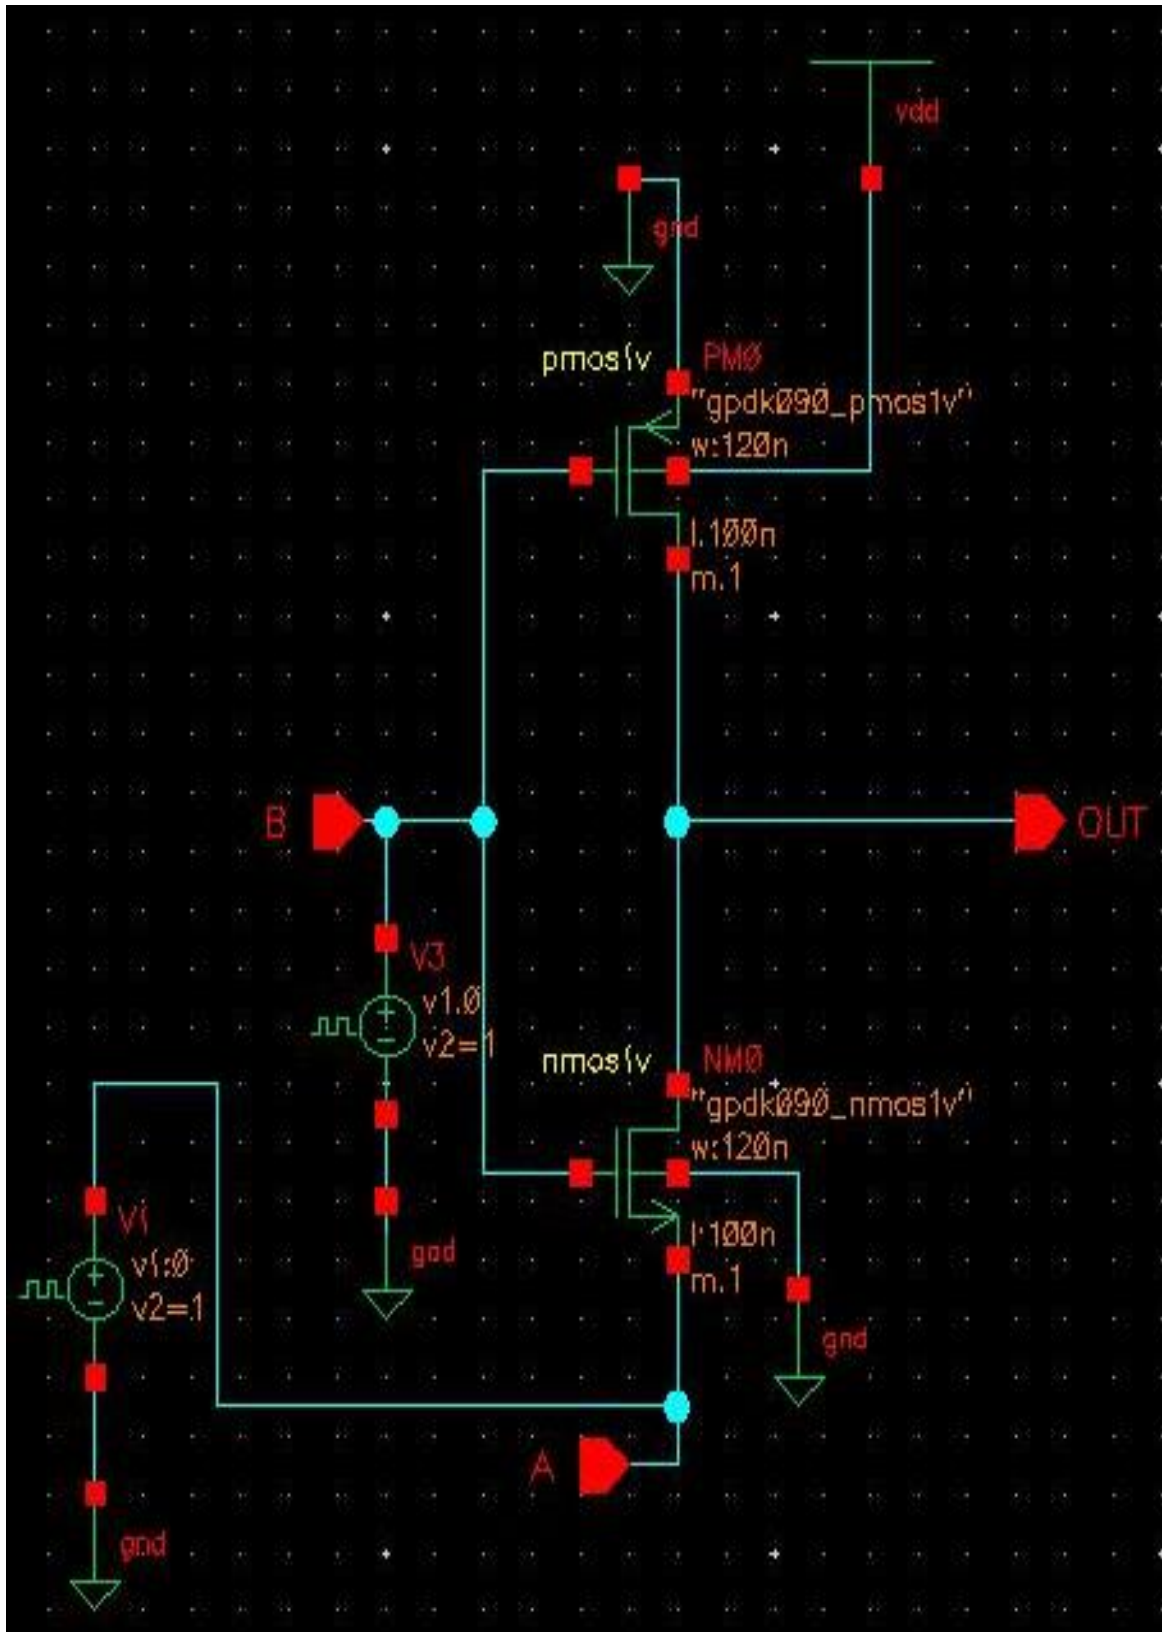 vdd
gnd
pmos1v
PM0
"gpdk090_pmos1v"
w:120n
l:100n
m:1
B
OUT
V3
v1:0
v2=1
nmos1v
NM0
"gpdk090_nmos1v"
w:120n
V1
gnd
l:100n
v1:0
m:1
v2=1
gnd
A
gnd